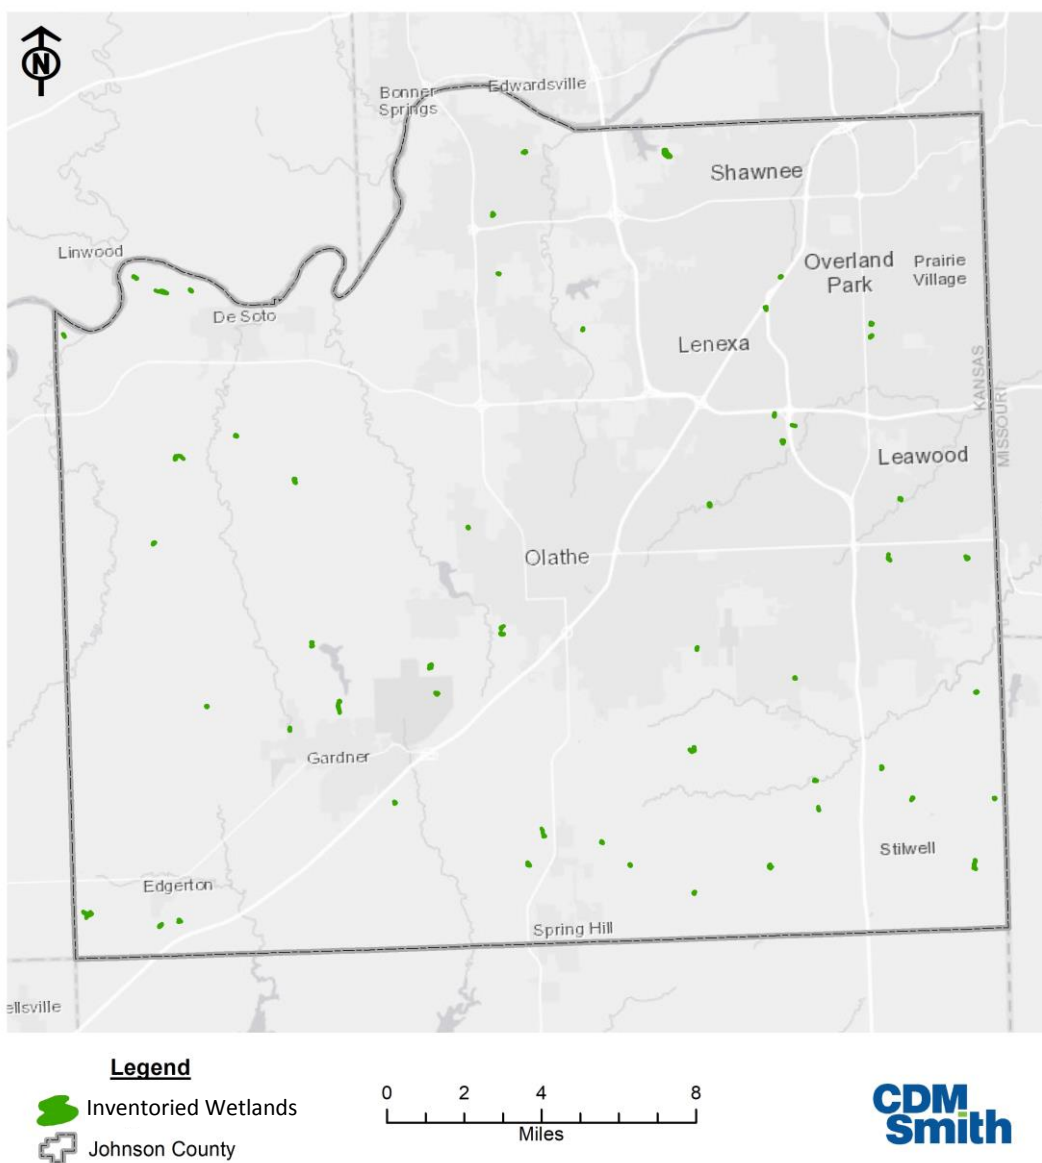 N
Bonner
Springs
Edwardsville
Shawnee
Linwood
Overland
Park
Prairie
Village
De Soto
Lenexa
KANSAS
MISSOURI
Leawood
Olathe
Gardner
Stilwell
Edgerton
Spring Hill
ellsville
Legend
Inventoried Wetlands
Johnson County
0 2 4 8
Miles
CDM
Smith